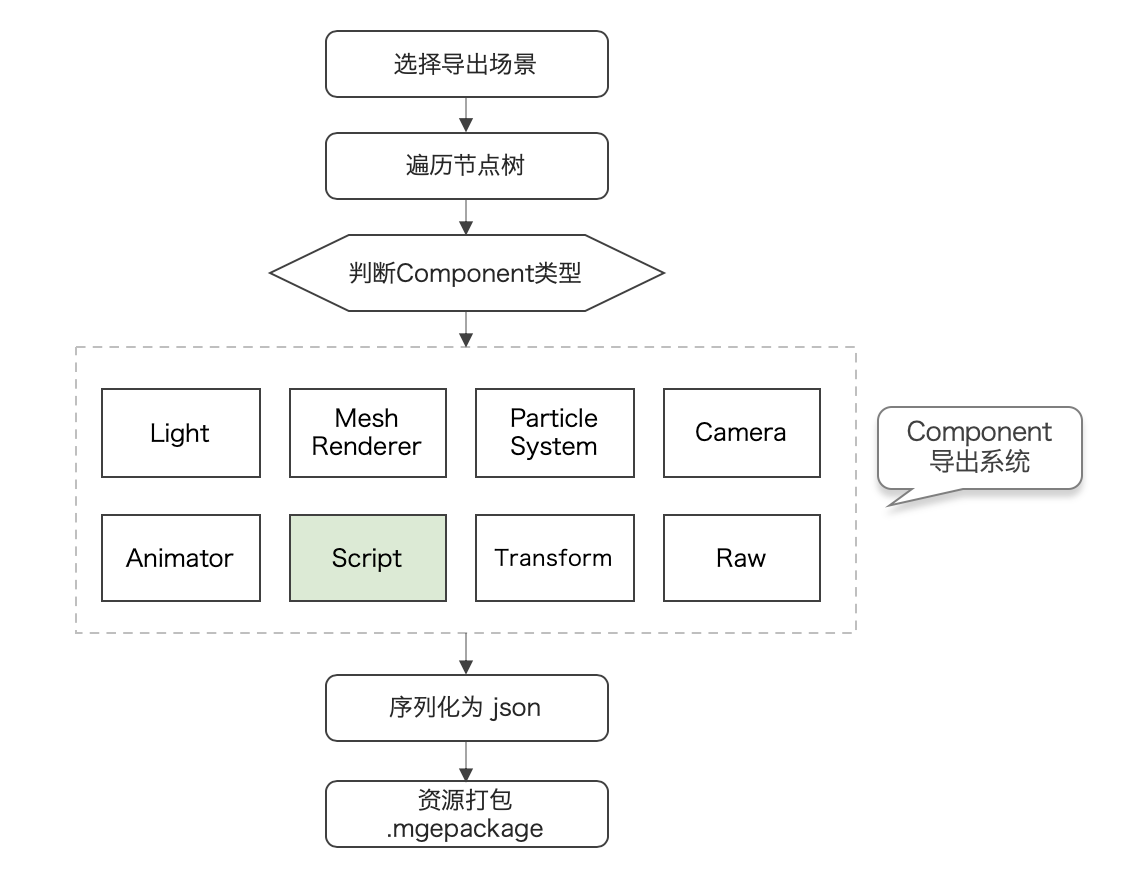 选择导出场景
遍历节点树
判断Component类型
Light
Mesh
Renderer
Particle
System
Camera
Component
导出系统
Animator
Script
Transform
Raw
序列化为 json
资源打包
.mgepackage